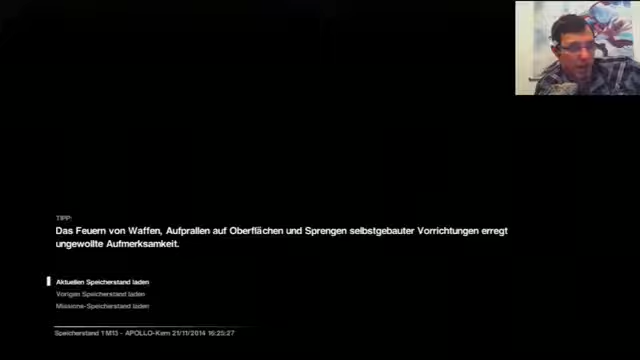 TIPP:
Das Feuern von Waffen, Aufprallen auf Oberflächen und Sprengen selbstgebauter Vorrichtungen erregt
ungewollte Aufmerksamkeit.
Aktuellen Speicherstand laden
Vorigen Speicherstand laden
Missions-Speicherstand laden
Speicherstand 1 M13 - APOLLO-Kern 21/11/2014 16:25:27